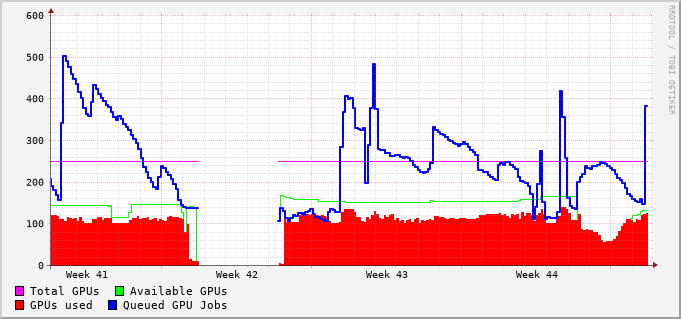 600
500
400
300
200
100
0
Week 41 Week 42 Week 43 Week 44
Total GPUs Available GPUs
GPUs used Queued GPU Jobs
RRDTOOL / TOBI OETIKER